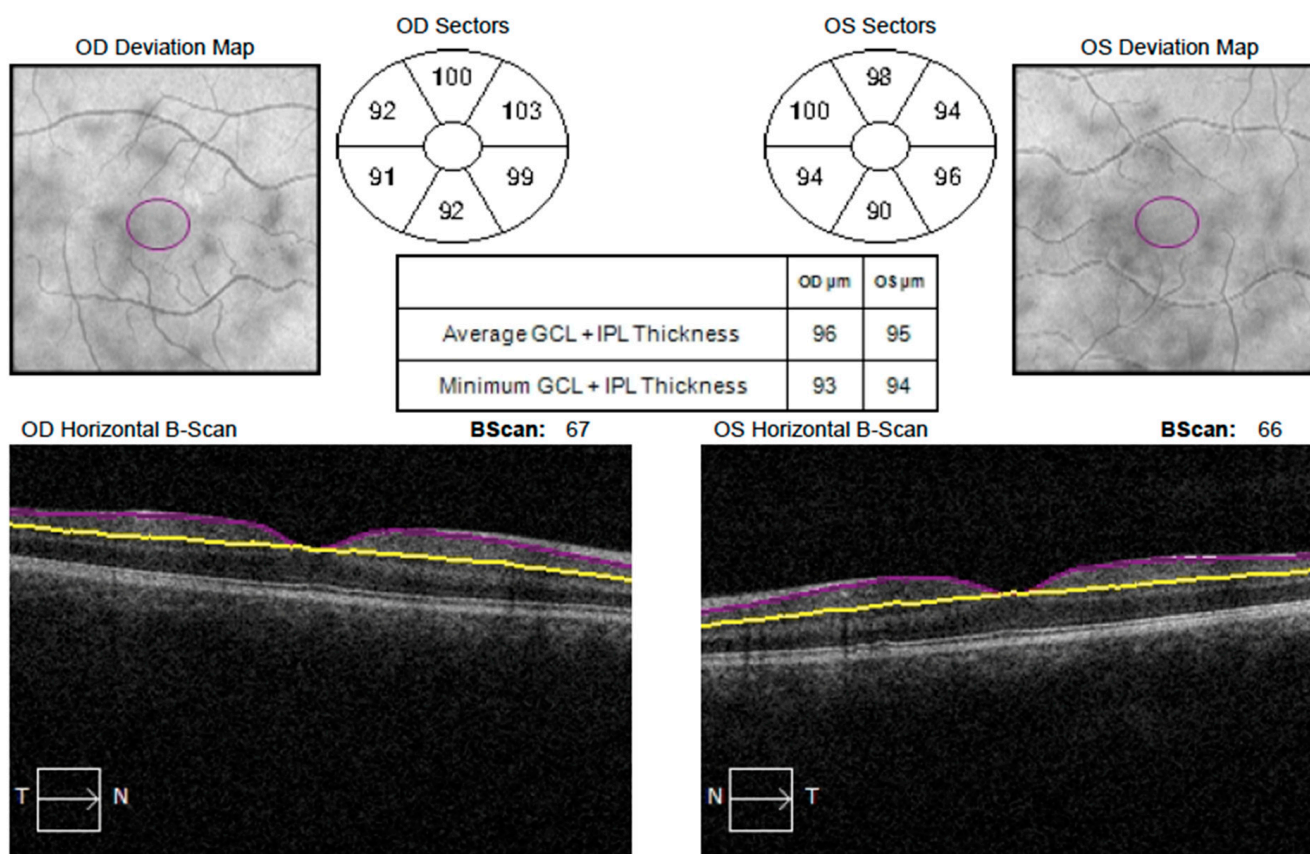 OD Sectors
OS Sectors
OD Deviation Map
OS Deviation Map
100
92
103
91
99
92
98
100
94
94
96
90
OD µm OS µm
Average GCL + IPL Thickness 96 95
Minimum GCL + IPL Thickness 93 94
OD Horizontal B-Scan BScan: 67
OS Horizontal B-Scan BScan: 66
T N
N T